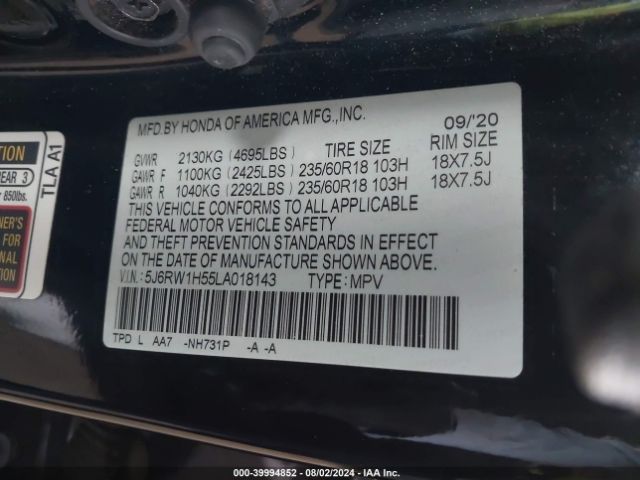 MFD.BY HONDA OF AMERICA MFG.,INC. 09/'20
GVWR 2130KG (4695LBS) TIRE SIZE RIM SIZE
GAWR F 1100KG (2425LBS) 235/60R18 103H 18X7.5J
GAWR R 1040KG (2292LBS) 235/60R18 103H 18X7.5J
THIS VEHICLE CONFORMS TO ALL APPLICABLE
FEDERAL MOTOR VEHICLE SAFETY
AND THEFT PREVENTION STANDARDS IN EFFECT
ON THE DATE OF MANUFACTURE SHOWN ABOVE.
V.I.N.: 5J6RW1H55LA018143 TYPE: MPV
TPD L AA7 -NH731P -A -A
EAR 3
850lbs.
NER'S
FOR
NAL
TION
TLA A1
000-39994852 - 08/02/2024 - IAA Inc.